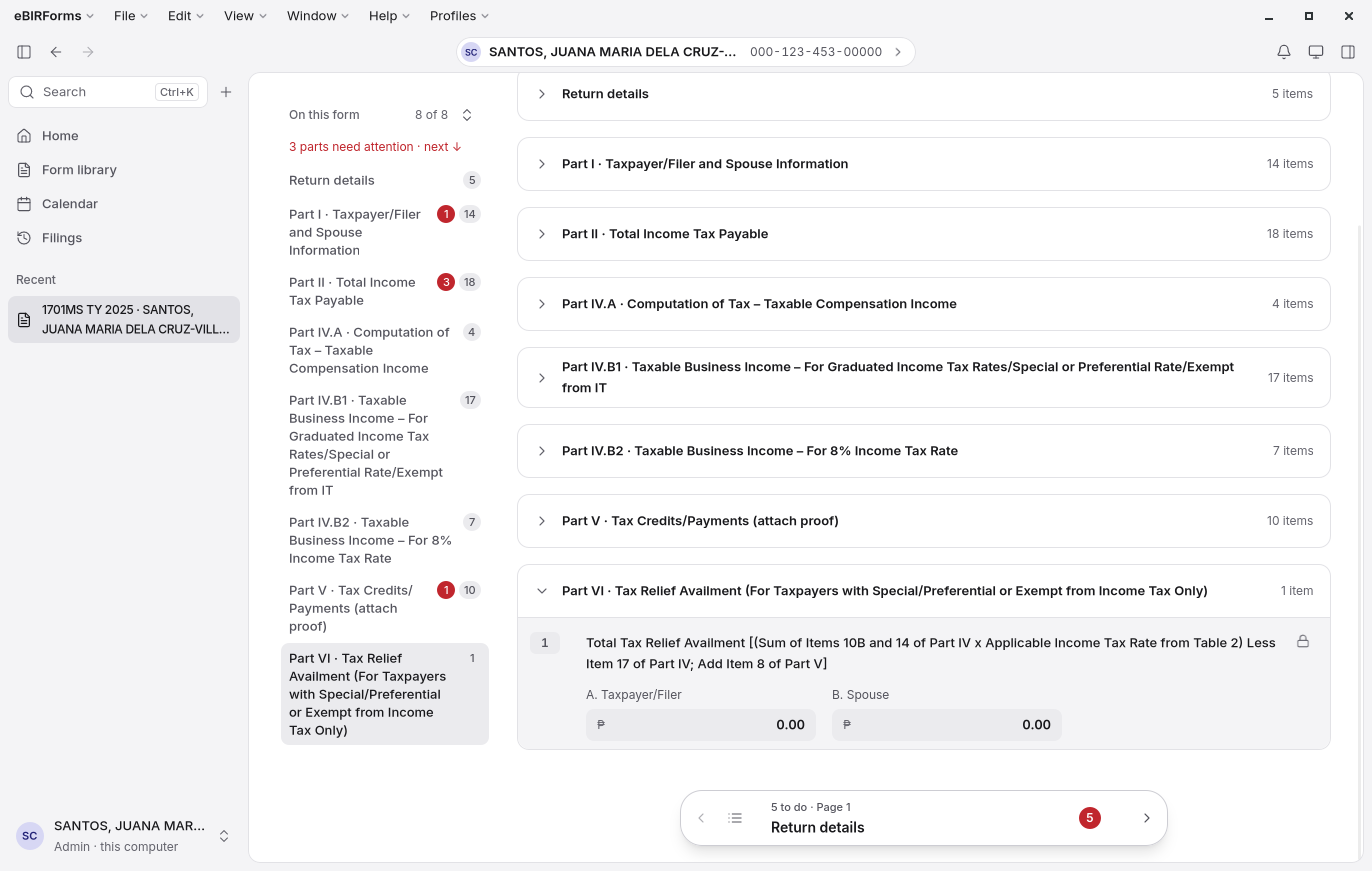 eBIRForms File Edit View Window Help Profiles
SC SANTOS, JUANA MARIA DELA CRUZ-... 000-123-453-00000
Search Ctrl+K
Home
Form library
Calendar
Filings
Recent
1701MS TY 2025 · SANTOS,
JUANA MARIA DELA CRUZ-VILL...
SC SANTOS, JUANA MAR...
Admin · this computer
On this form 8 of 8
3 parts need attention · next ↓
Return details 5
Part I · Taxpayer/Filer 1 14
and Spouse
Information
Part II · Total Income 3 18
Tax Payable
Part IV.A · Computation of 4
Tax – Taxable
Compensation Income
Part IV.B1 · Taxable 17
Business Income – For
Graduated Income Tax
Rates/Special or
Preferential Rate/Exempt
from IT
Part IV.B2 · Taxable 7
Business Income – For 8%
Income Tax Rate
Part V · Tax Credits/ 1 10
Payments (attach
proof)
Part VI · Tax Relief 1
Availment (For Taxpayers
with Special/Preferential
or Exempt from Income
Tax Only)
Return details 5 items
Part I · Taxpayer/Filer and Spouse Information 14 items
Part II · Total Income Tax Payable 18 items
Part IV.A · Computation of Tax – Taxable Compensation Income 4 items
Part IV.B1 · Taxable Business Income – For Graduated Income Tax Rates/Special or Preferential Rate/Exempt
from IT 17 items
Part IV.B2 · Taxable Business Income – For 8% Income Tax Rate 7 items
Part V · Tax Credits/Payments (attach proof) 10 items
Part VI · Tax Relief Availment (For Taxpayers with Special/Preferential or Exempt from Income Tax Only) 1 item
1 Total Tax Relief Availment [(Sum of Items 10B and 14 of Part IV x Applicable Income Tax Rate from Table 2) Less
Item 17 of Part IV; Add Item 8 of Part V]
A. Taxpayer/Filer B. Spouse
₱ 0.00 ₱ 0.00
5 to do · Page 1
Return details 5